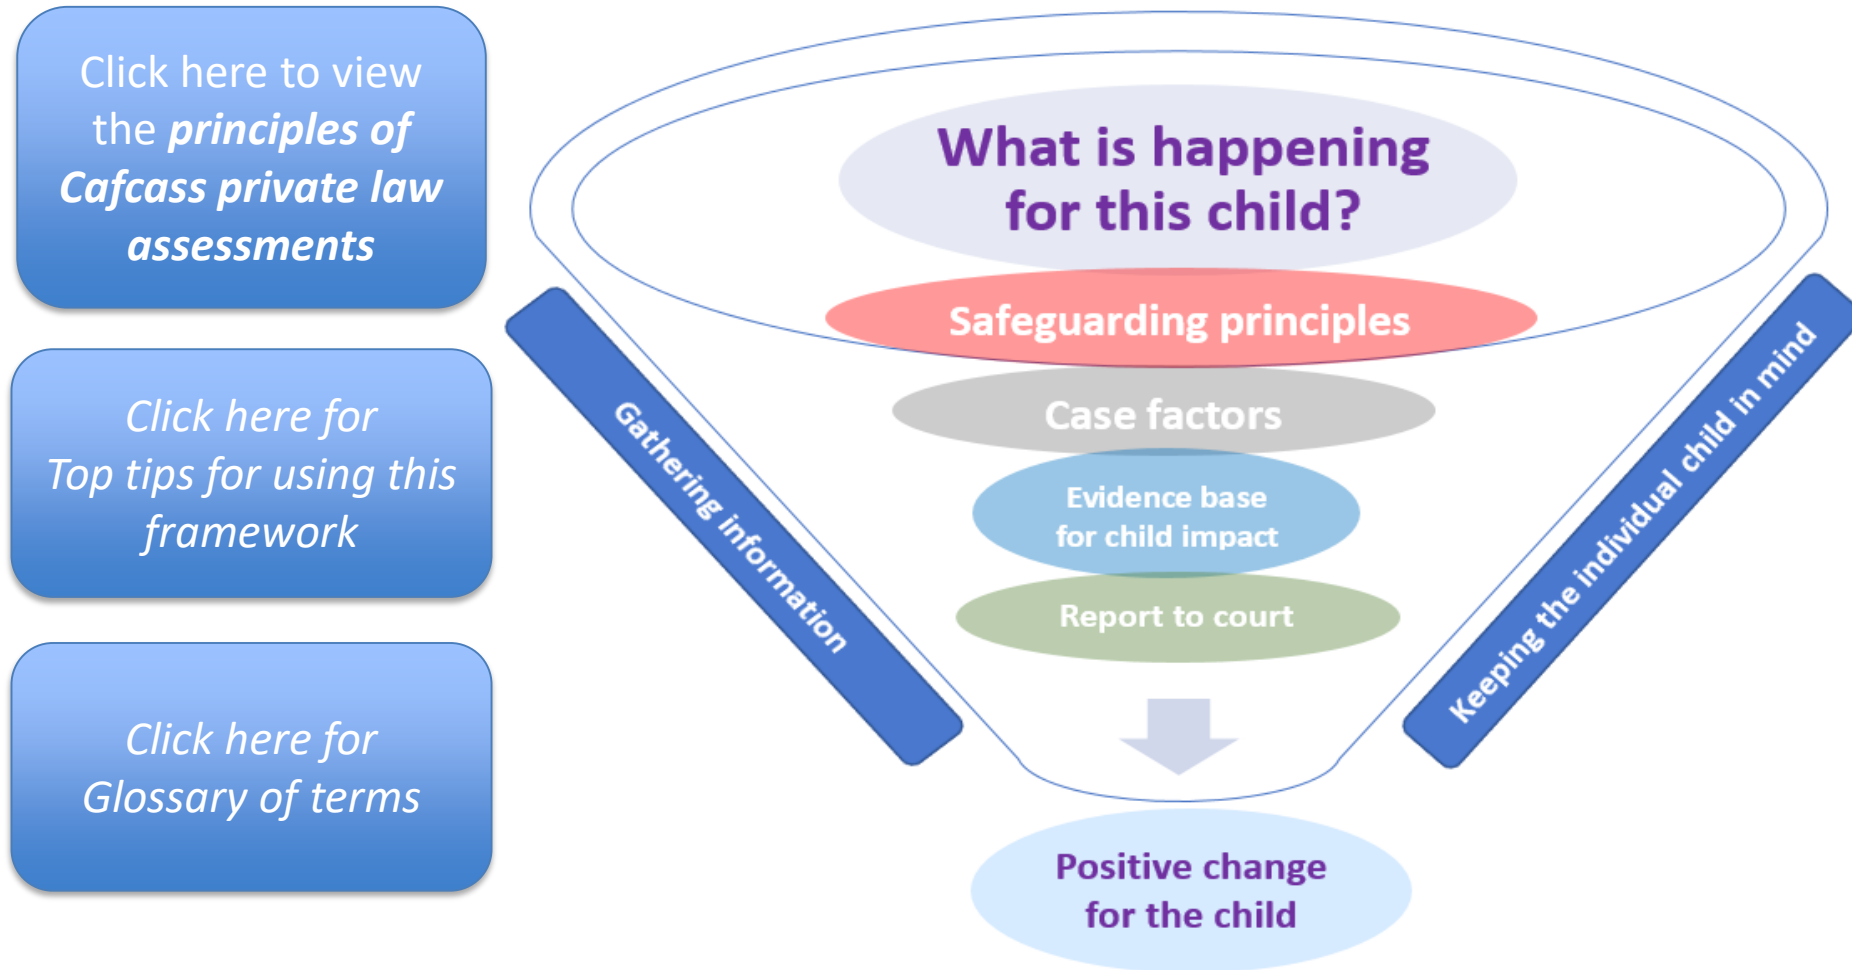 Click here to view
the principles of
Cafcass private law
assessments
Click here for
Top tips for using this
framework
Click here for
Glossary of terms
What is happening
for this child?
Safeguarding principles
Case factors
Evidence base
for child impact
Report to court
Gathering information
Keeping the individual child in mind
Positive change
for the child